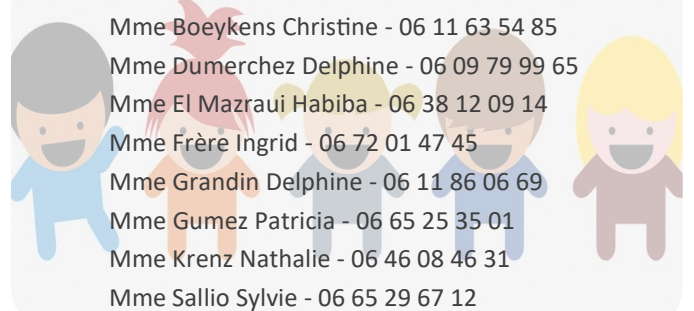 Mme Boeykens Christine - 06 11 63 54 85
Mme Dumerchez Delphine - 06 09 79 99 65
Mme El Mazraui Habiba - 06 38 12 09 14
Mme Frère Ingrid - 06 72 01 47 45
Mme Grandin Delphine - 06 11 86 06 69
Mme Gumez Patricia - 06 65 25 35 01
Mme Krenz Nathalie - 06 46 08 46 31
Mme Sallio Sylvie - 06 65 29 67 12